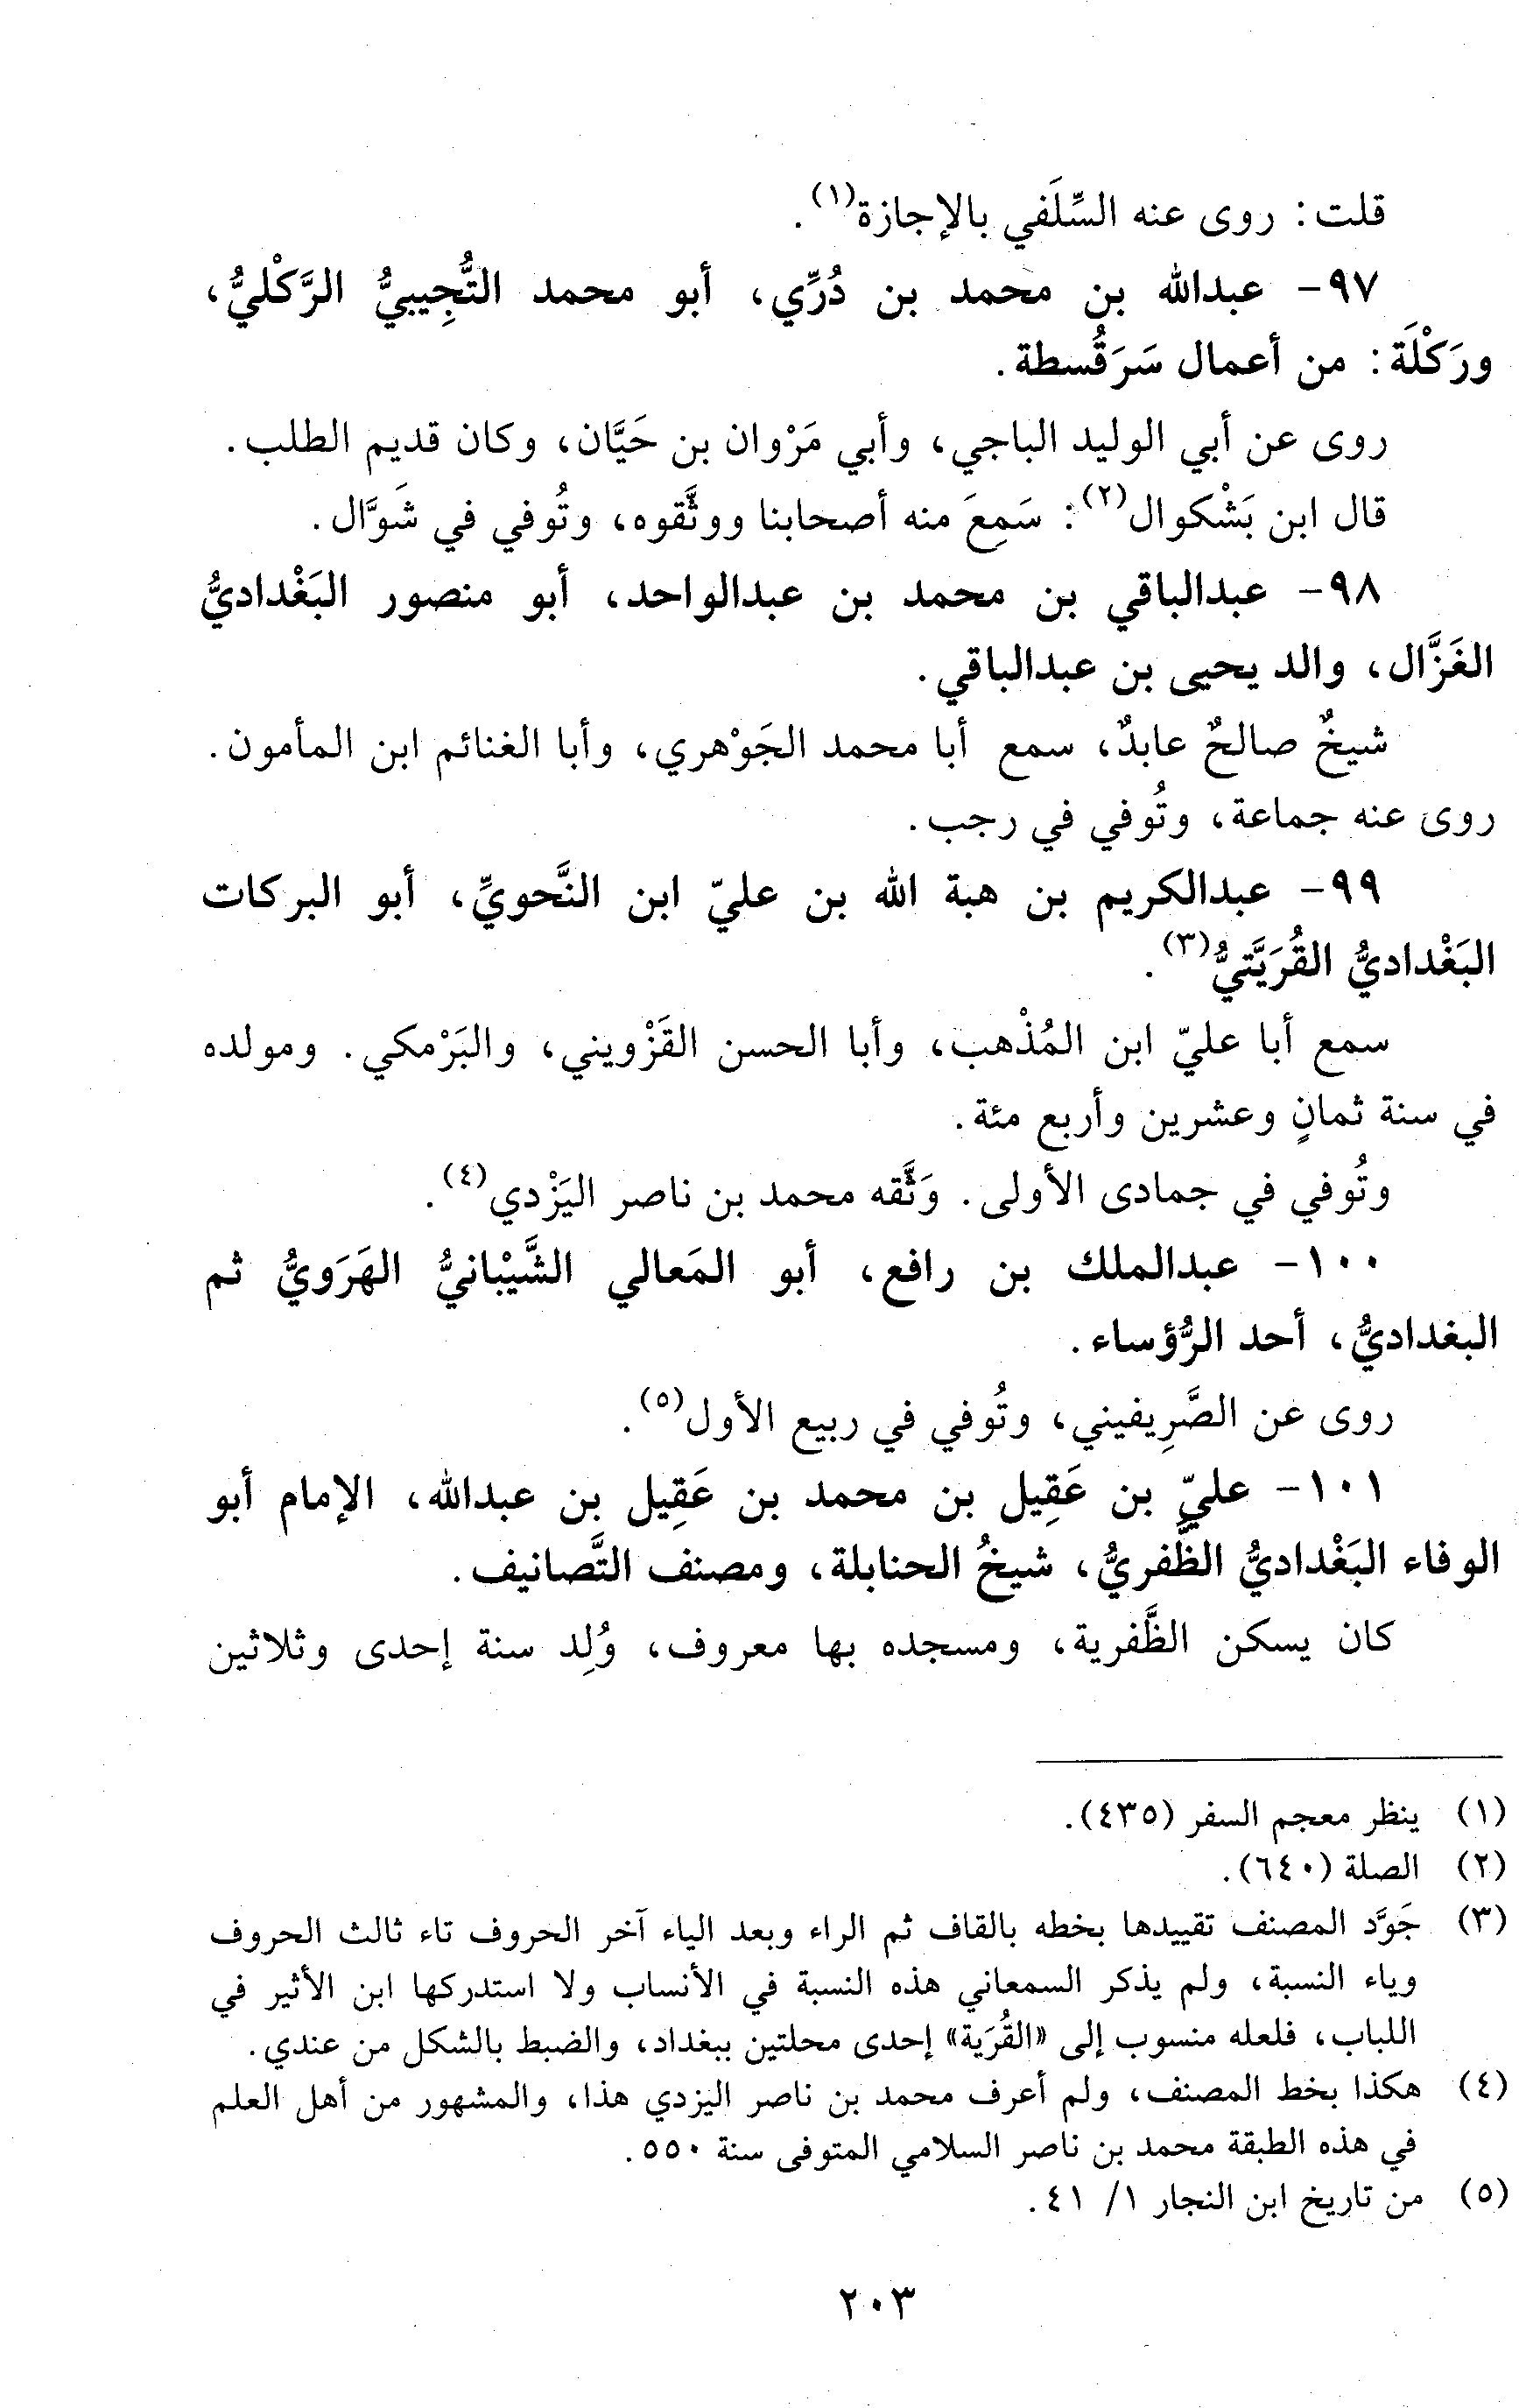 قلت: روى عنه السِّلَفي بالإجازة(١).
٩٧- عبدالله بن محمد بن دُرِّي، أبو محمد التُّجِيبيُّ الرَّكْليُّ،
ورَكْلَة: من أعمال سَرَقُسطة.
روى عن أبي الوليد الباجي، وأبي مَرْوان بن حَيَّان، وكان قديم الطلب.
قال ابن بَشْكوال(٢): سَمِعَ منه أصحابنا ووثَّقوه، وتُوفي في شَوَّال.
٩٨- عبدالباقي بن محمد بن عبدالواحد، أبو منصور البَغْداديُّ
الغَزَّال، والد يحيى بن عبدالباقي.
شيخٌ صالحٌ عابدٌ، سمع أبا محمد الجَوْهري، وأبا الغنائم ابن المأمون.
روى عنه جماعة، وتُوفي في رجب.
٩٩- عبدالكريم بن هبة الله بن عليّ ابن النَّحويِّ، أبو البركات
البَغْداديُّ القُرَيَّتيُّ(٣).
سمع أبا عليّ ابن المُذْهب، وأبا الحسن القَزْويني، والبَرْمكي. ومولده
في سنة ثمانٍ وعشرين وأربع مئة.
وتُوفي في جمادى الأولى. وَثَّقه محمد بن ناصر اليَزْدي(٤).
١٠٠- عبدالملك بن رافع، أبو المَعالي الشَّيْبانيُّ الهَرَويُّ ثم
البغداديُّ، أحد الرُّؤساء.
روى عن الصَّرِيفيني، وتُوفي في ربيع الأول(٥).
١٠١- عليّ بن عَقِيل بن محمد بن عَقِيل بن عبدالله، الإمام أبو
الوفاء البَغْداديُّ الظَّفريُّ، شيخُ الحنابلة، ومصنف التَّصانيف.
كان يسكن الظَّفرية، ومسجده بها معروف، وُلِد سنة إحدى وثلاثين
(١) ينظر معجم السفر (٤٣٥).
(٢) الصلة (٦٤٠).
(٣) جَوَّد المصنف تقييدها بخطه بالقاف ثم الراء وبعد الياء آخر الحروف تاء ثالث الحروف
وياء النسبة، ولم يذكر السمعاني هذه النسبة في الأنساب ولا استدركها ابن الأثير في
اللباب، فلعله منسوب إلى «القُرَية» إحدى محلتين ببغداد، والضبط بالشكل من عندي.
(٤) هكذا بخط المصنف، ولم أعرف محمد بن ناصر اليزدي هذا، والمشهور من أهل العلم
في هذه الطبقة محمد بن ناصر السلامي المتوفى سنة ٥٥٠.
(٥) من تاريخ ابن النجار ١/ ٤١.
٢٠٣